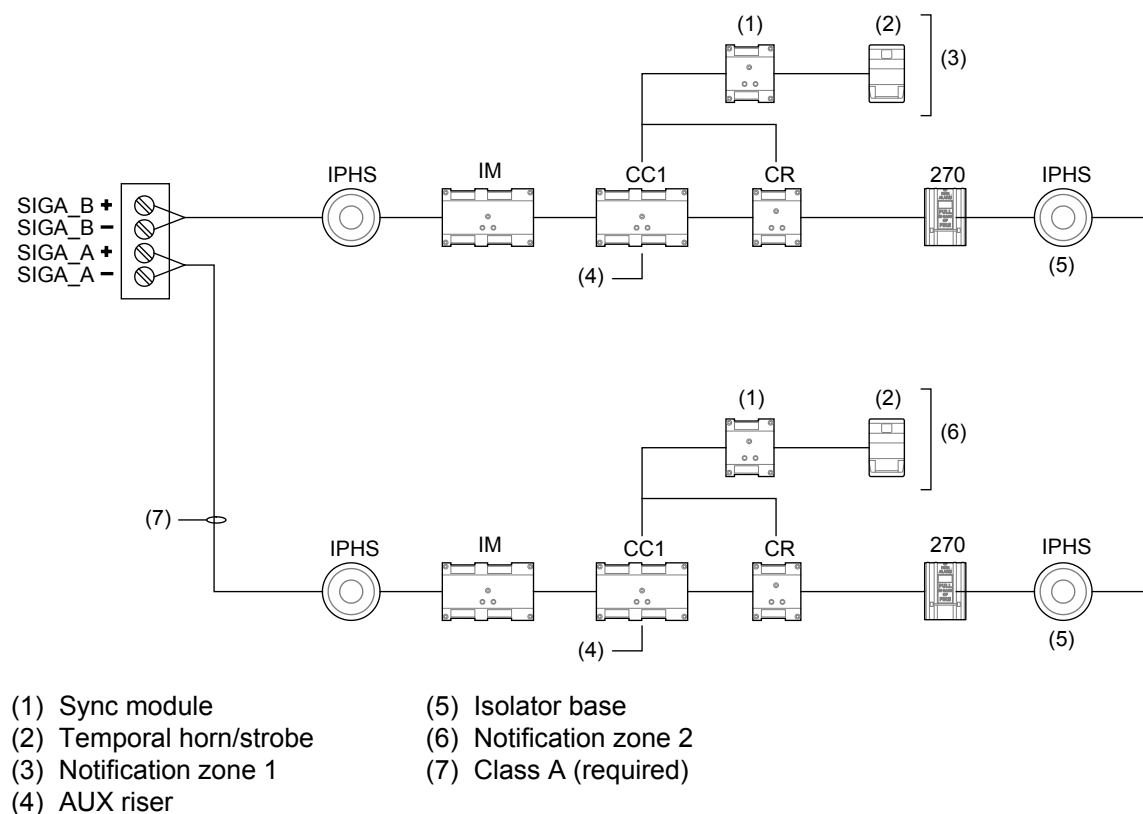 (1) (2)
(3)
IPHS IM CC1 CR 270 IPHS
SIGA_B +
SIGA_B −
SIGA_A +
SIGA_A −
(4) (5)
(1) (2)
(6)
(7)
IPHS IM CC1 CR 270 IPHS
(4) (5)
(1) Sync module
(2) Temporal horn/strobe
(3) Notification zone 1
(4) AUX riser
(5) Isolator base
(6) Notification zone 2
(7) Class A (required)